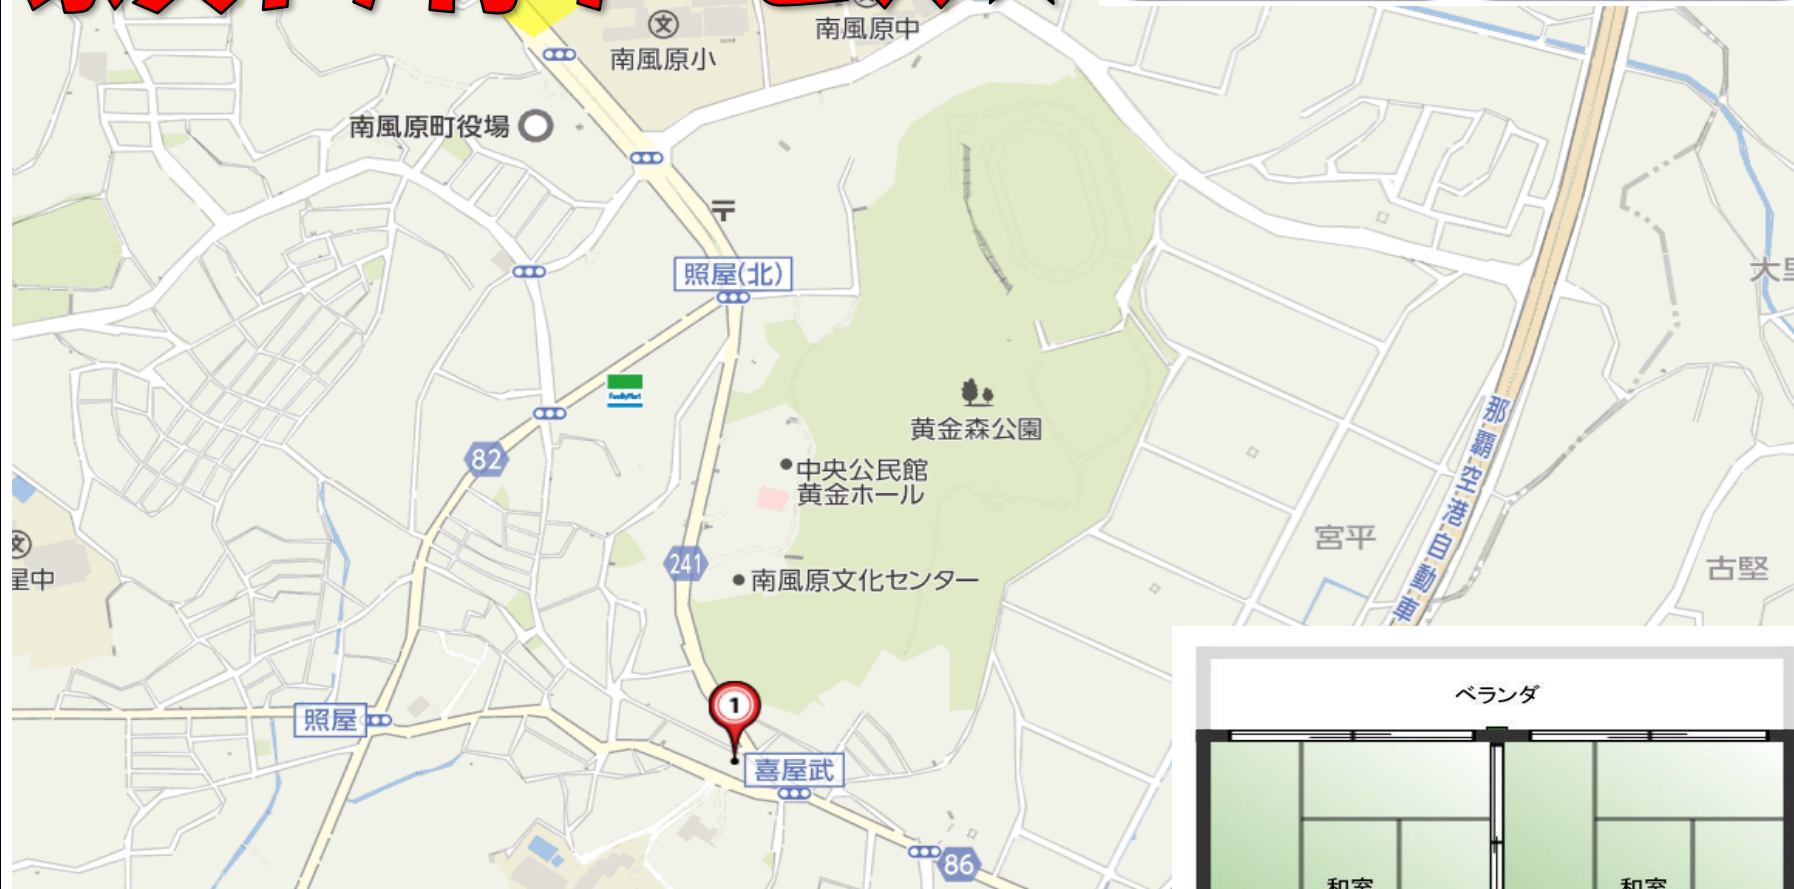 南風原小
南風原中
南風原町役場
照屋(北)
FamilyMart
黄金森公園
82
中央公民館
黄金ホール
那覇空港自動車
宮平
古堅
241
南風原文化センター
1
照屋
喜屋武
86
ベランダ
和室
和室